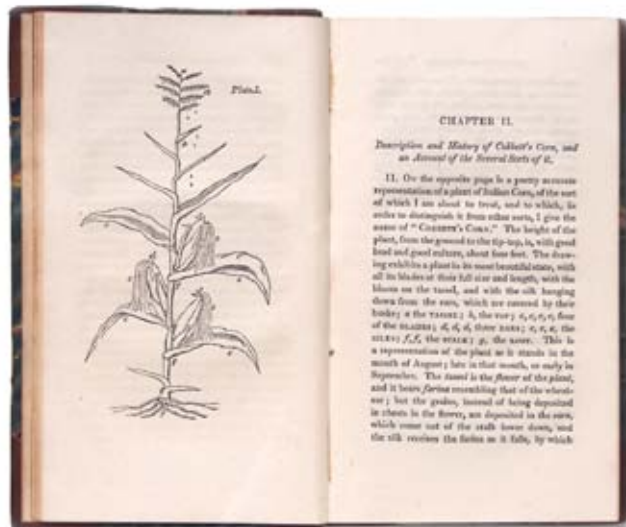 Plate I.
CHAPTER II.
Description and History of Cobbett's Corn, and
an Account of the Several Sorts of it.
11. On the opposite page is a pretty accurate
representation of a plant of Indian Corn, of the sort
of which I am about to treat, and to which, in
order to distinguish it from other sorts, I give the
name of "COBBETT'S CORN." The height of the
plant, from the ground to the tip-top, is, with good
land and good culture, about four feet. The draw-
ing exhibits a plant in its most beautiful state, with
all its blades at their full size and length, with the
bloom on the tassel, and with the silk hanging
down from the ears, which are covered by their
husks; a the TASSEL; b, the TOP; c, c, c, c, four
of the BLADES; d, d, d, three EARS; e, e, e, the
SILKS; f, f, the STALK; g, the ROOT. This is
a representation of the plant as it stands in the
month of August; late in that month, or early in
September. The tassel is the flower of the plant,
and it bears farina resembling that of the wheat-
ear; but the grains, instead of being deposited
in chests in the flower, are deposited in the ears,
which come out of the stalk lower down, and
the silk receives the farina as it falls, by which